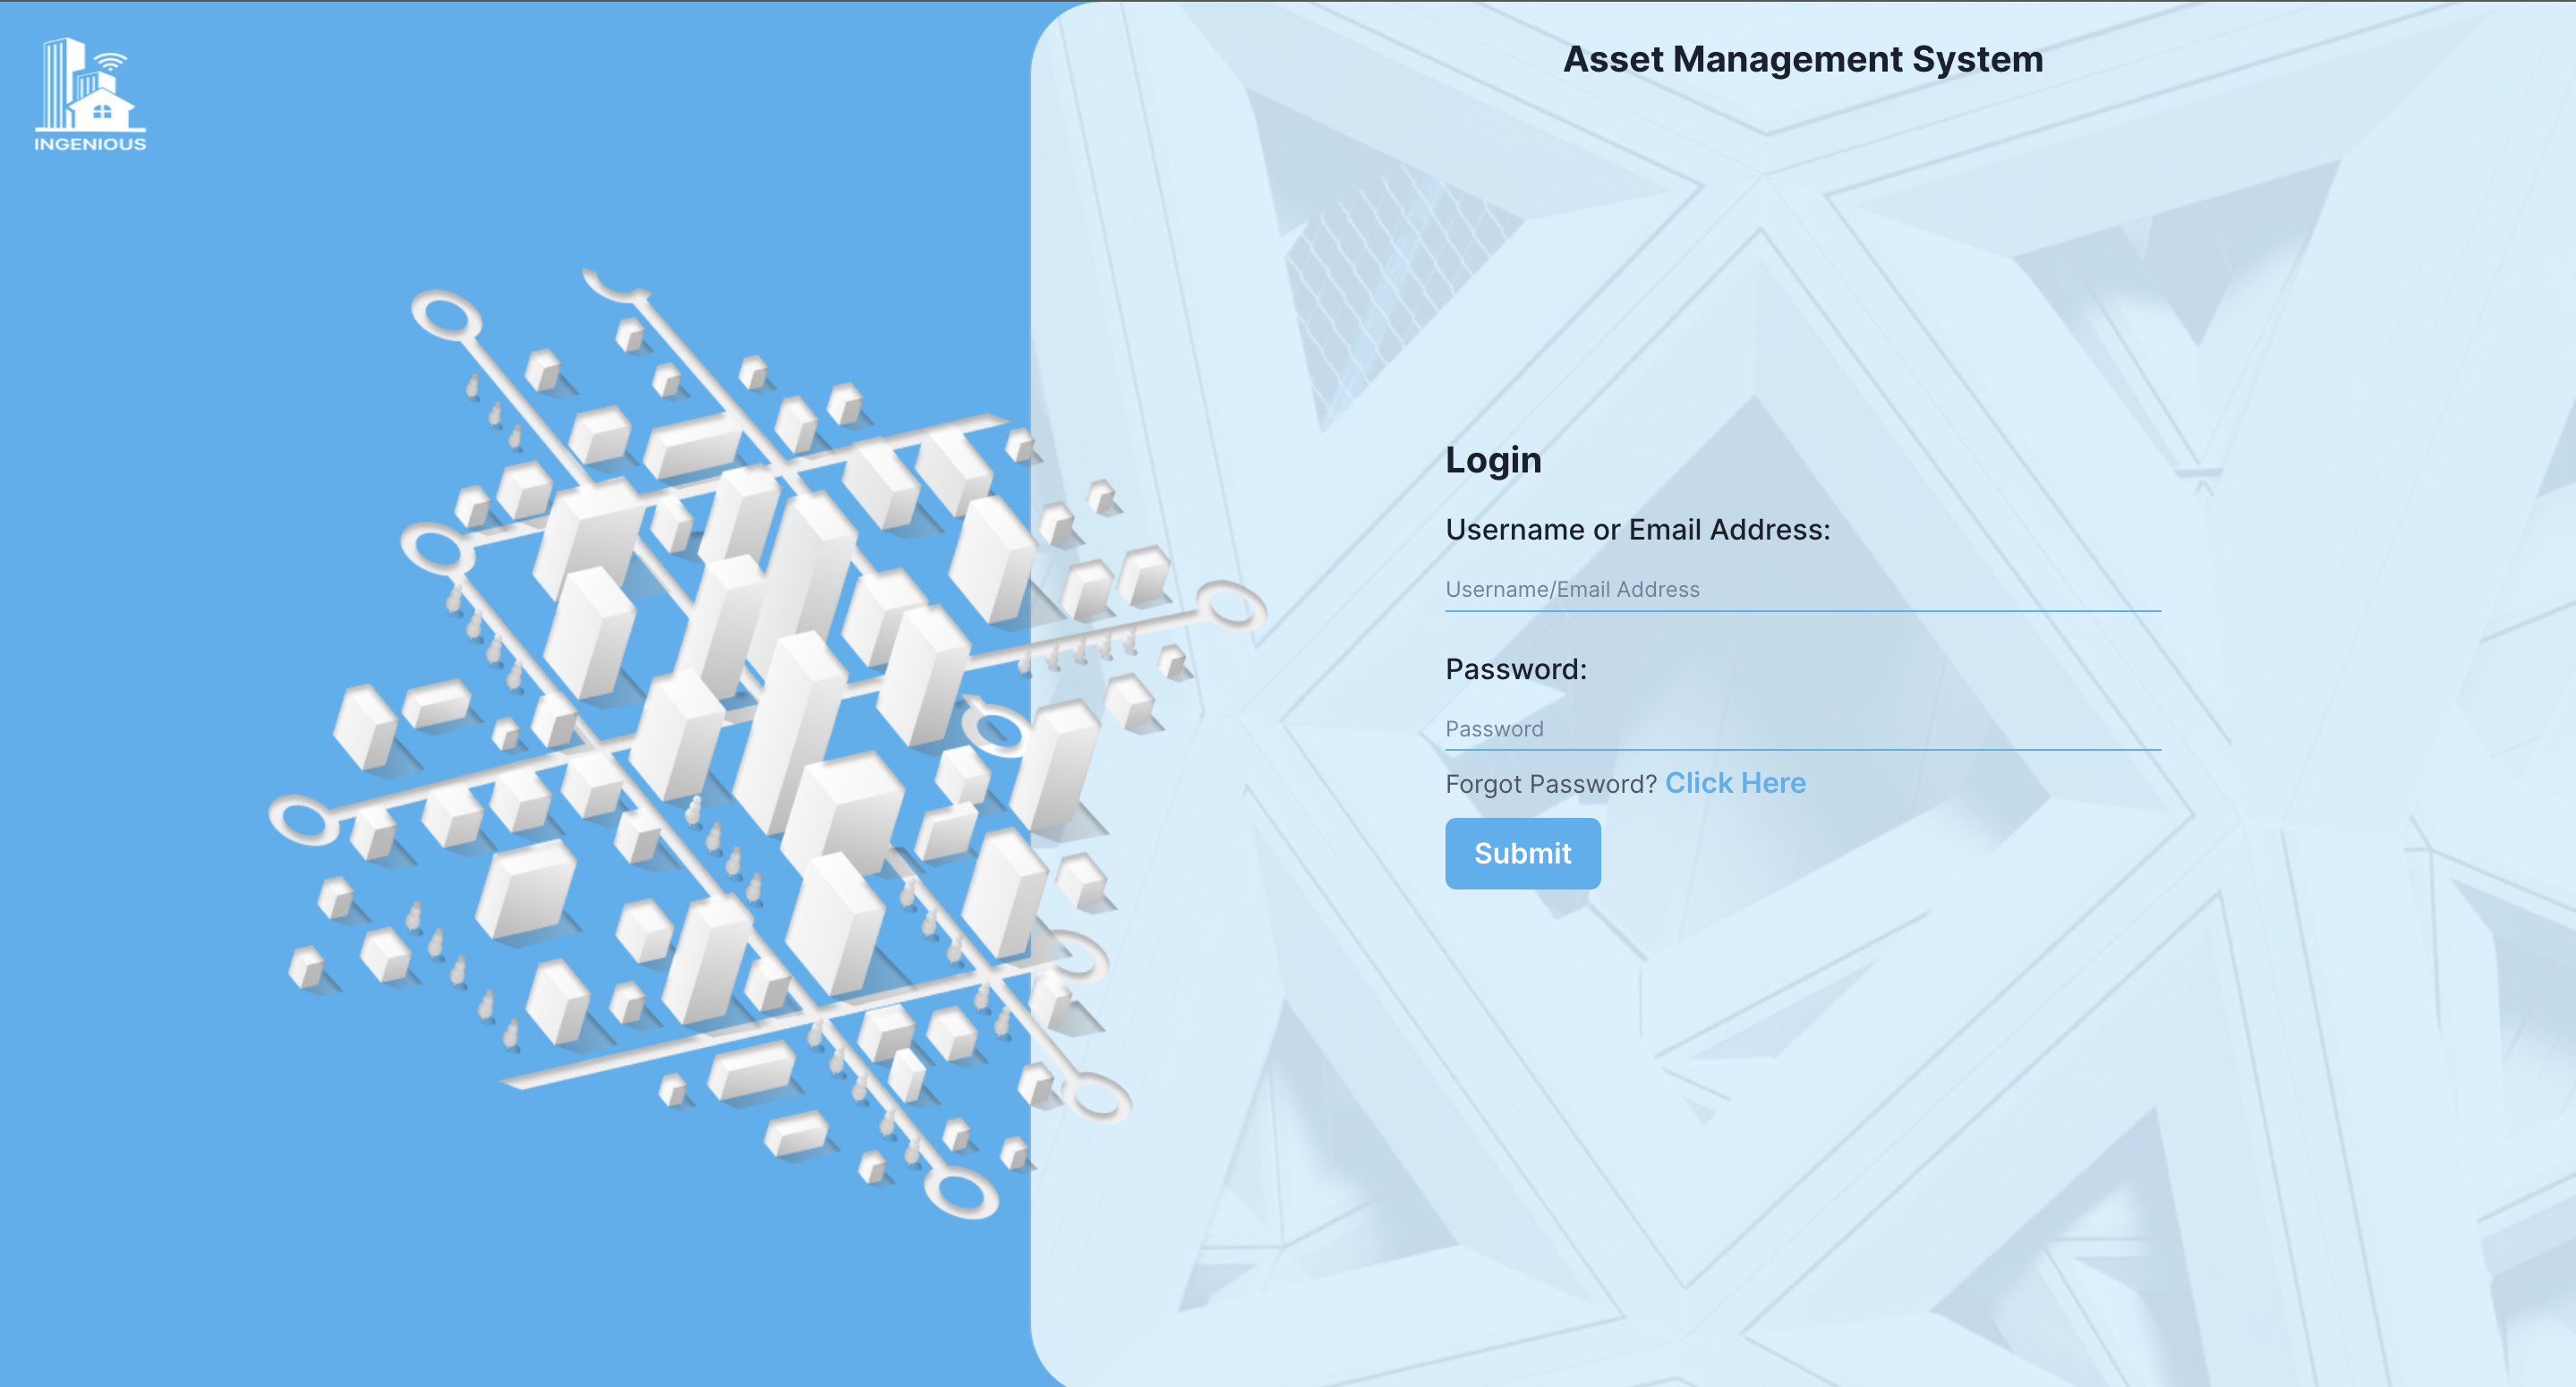 INGENIOUS
Asset Management System
Login
Username or Email Address:
Username/Email Address
Password:
Password
Forgot Password? Click Here
Submit